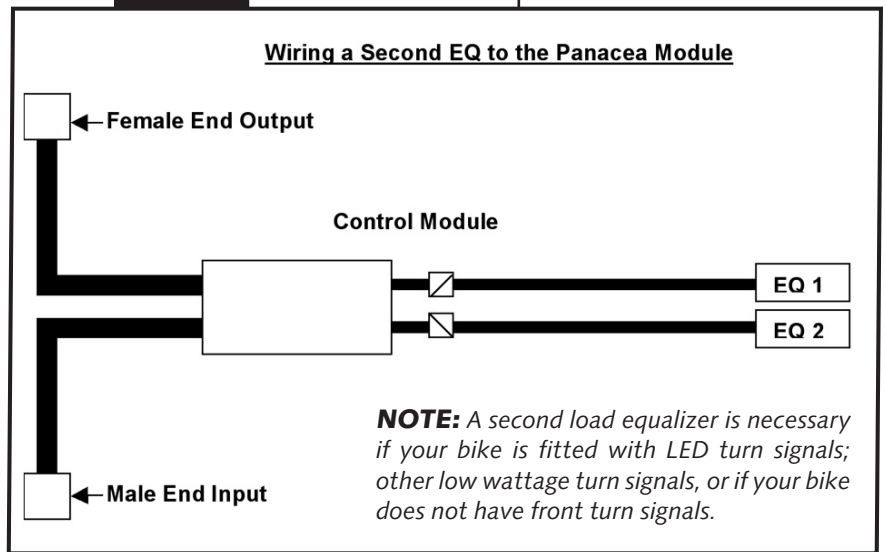 Wiring a Second EQ to the Panacea Module
Female End Output
Control Module
EQ 1
EQ 2
NOTE: A second load equalizer is necessary
if your bike is fitted with LED turn signals;
other low wattage turn signals, or if your bike
does not have front turn signals.
Male End Input